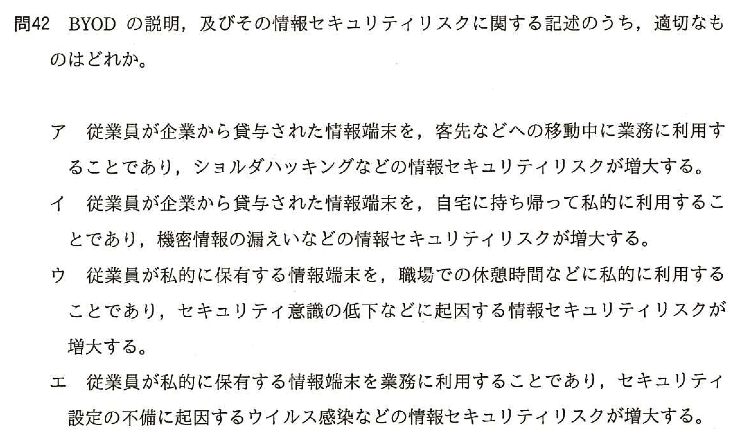 問42 BYOD の説明，及びその情報セキュリティリスクに関する記述のうち，適切なも
のはどれか。
ア 従業員が企業から貸与された情報端末を，客先などへの移動中に業務に利用す
ることであり，ショルダハッキングなどの情報セキュリティリスクが増大する。
イ 従業員が企業から貸与された情報端末を，自宅に持ち帰って私的に利用するこ
とであり，機密情報の漏えいなどの情報セキュリティリスクが増大する。
ウ 従業員が私的に保有する情報端末を，職場での休憩時間などに私的に利用する
ことであり，セキュリティ意識の低下などに起因する情報セキュリティリスクが
増大する。
エ 従業員が私的に保有する情報端末を業務に利用することであり，セキュリティ
設定の不備に起因するウイルス感染などの情報セキュリティリスクが増大する。